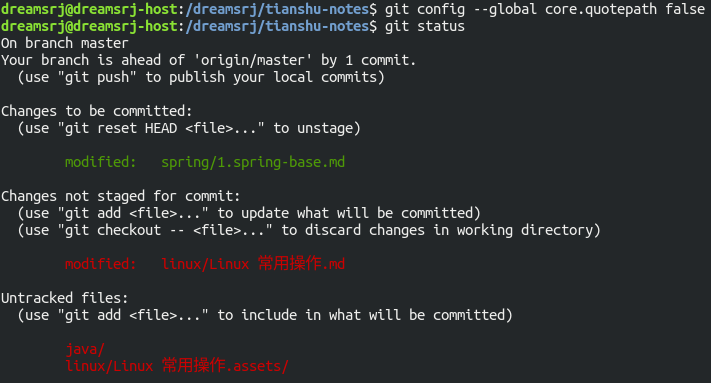 dreamsrj@dreamsrj-host:/dreamsrj/tianshu-notes$ git config --global core.quotepath false
dreamsrj@dreamsrj-host:/dreamsrj/tianshu-notes$ git status
On branch master
Your branch is ahead of 'origin/master' by 1 commit.
  (use "git push" to publish your local commits)

Changes to be committed:
  (use "git reset HEAD <file>..." to unstage)

        modified:   spring/1.spring-base.md

Changes not staged for commit:
  (use "git add <file>..." to update what will be committed)
  (use "git checkout -- <file>..." to discard changes in working directory)

        modified:   linux/Linux 常用操作.md

Untracked files:
  (use "git add <file>..." to include in what will be committed)

        java/
        linux/Linux 常用操作.assets/